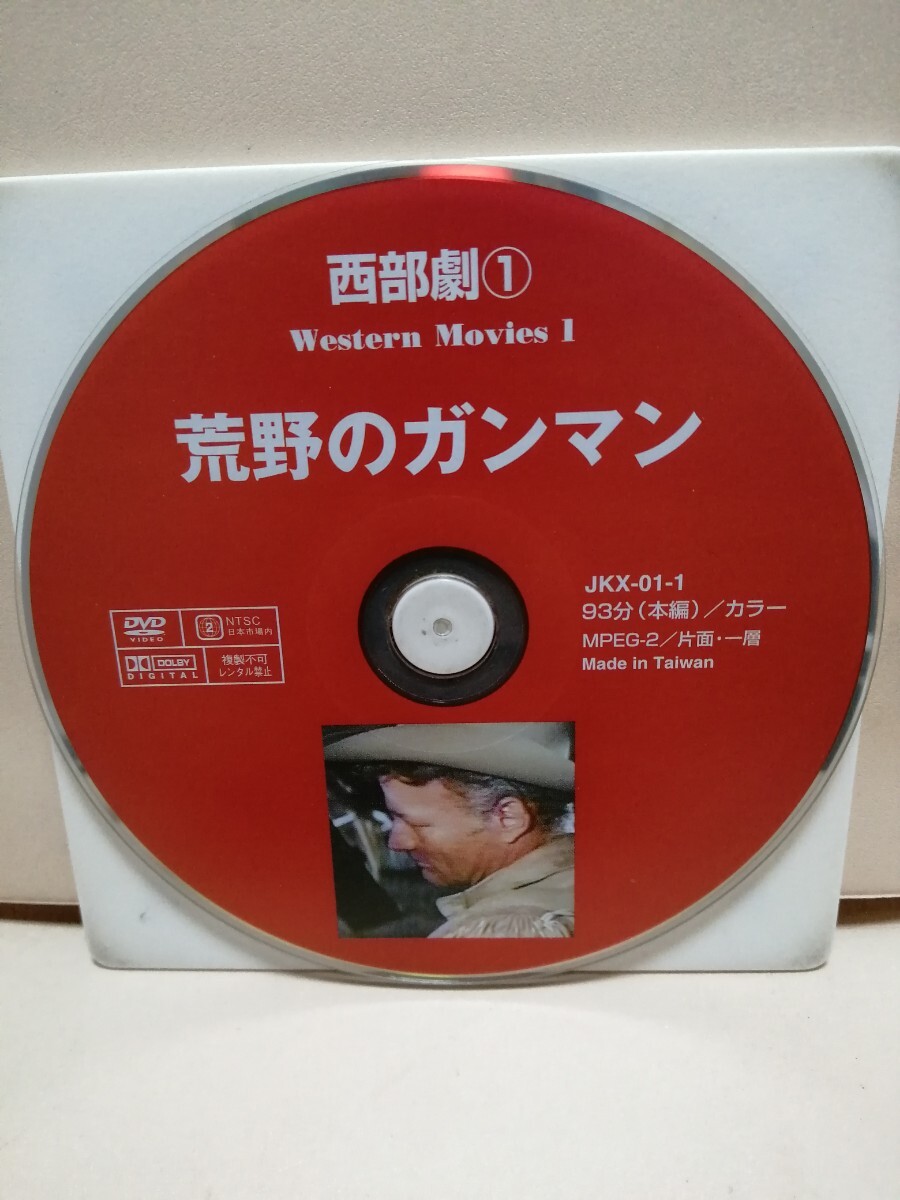 西部劇①
Western Movies 1
荒野のガンマン
JKX-01-1
93分(本編)/カラー
MPEG-2/片面・一層
Made in Taiwan
DVD
VIDEO
2
NTSC
日本市場内
DOLBY
DIGITAL
複製不可
レンタル禁止